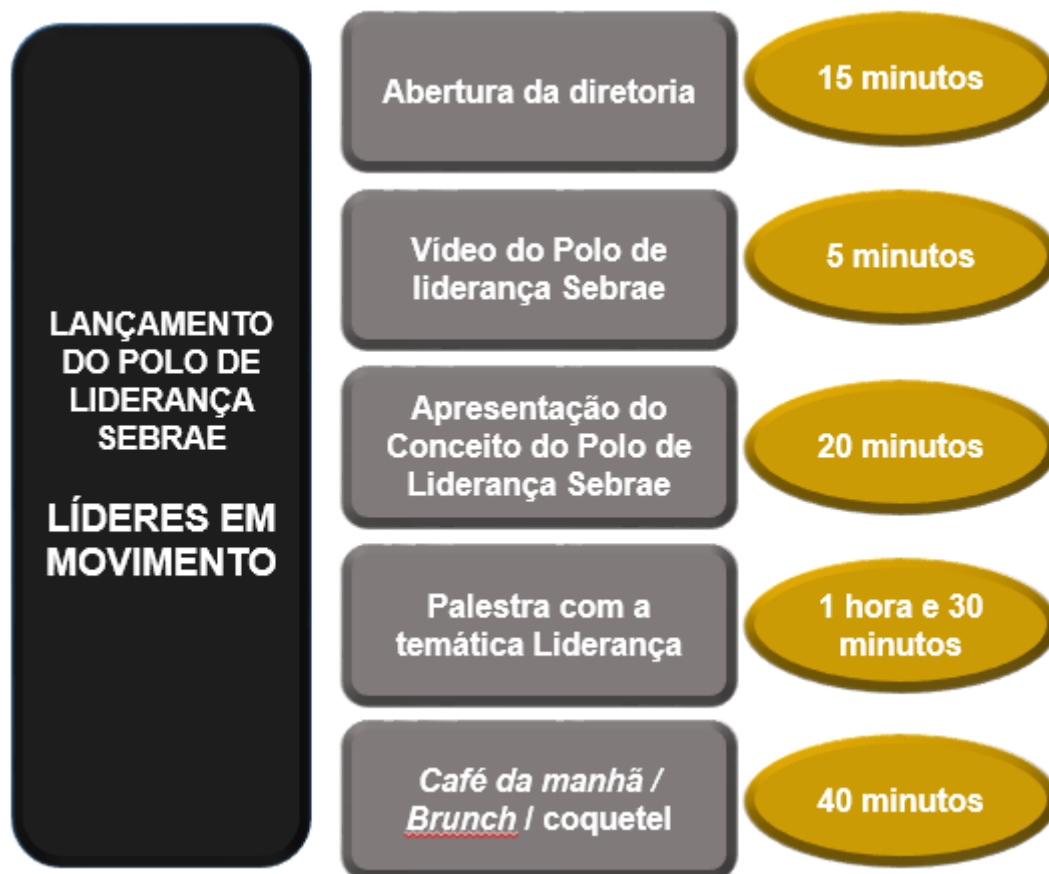 LANÇAMENTO
DO POLO DE
LIDERANÇA
SEBRAE
LÍDERES EM
MOVIMENTO
Abertura da diretoria
15 minutos
Vídeo do Polo de
liderança Sebrae
5 minutos
Apresentação do
Conceito do Polo de
Liderança Sebrae
20 minutos
Palestra com a
temática Liderança
1 hora e 30
minutos
Café da manhã /
Brunch / coquetel
40 minutos